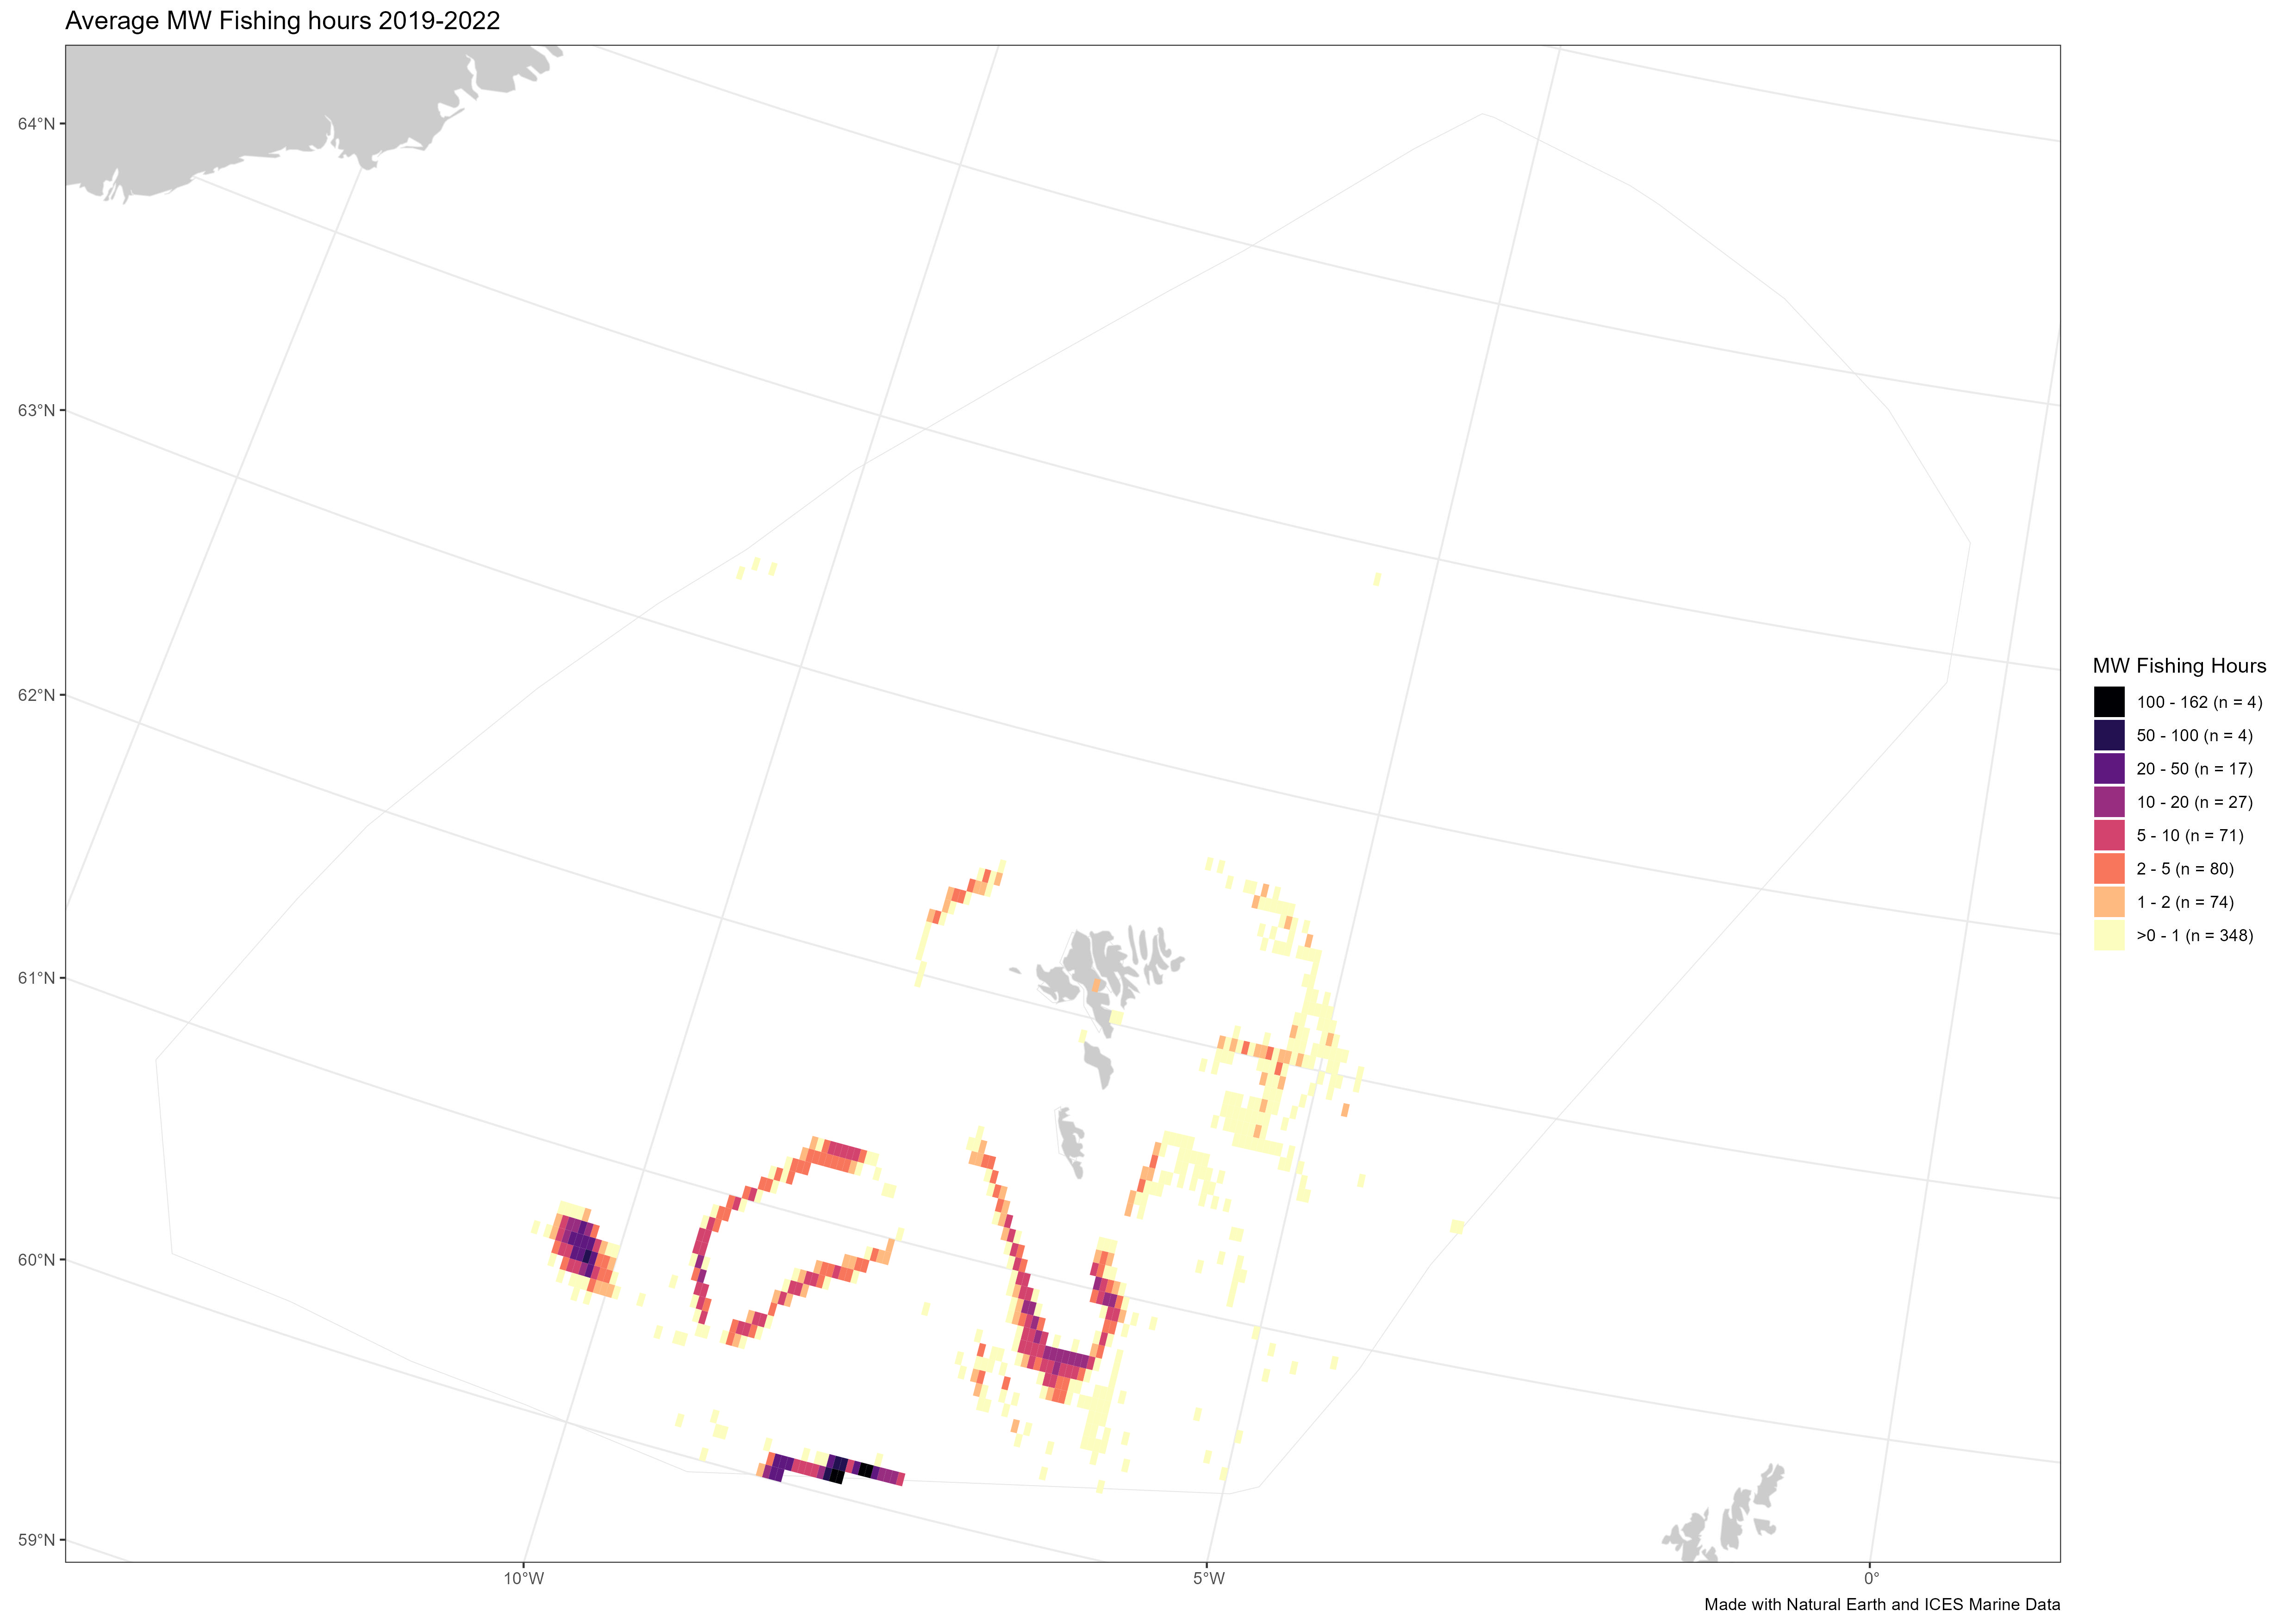 Average MW Fishing hours 2019-2022
64°N
63°N
62°N
61°N
60°N
59°N
10°W
5°W
0°
MW Fishing Hours
100 - 162 (n = 4)
50 - 100 (n = 4)
20 - 50 (n = 17)
10 - 20 (n = 27)
5 - 10 (n = 71)
2 - 5 (n = 80)
1 - 2 (n = 74)
>0 - 1 (n = 348)
Made with Natural Earth and ICES Marine Data